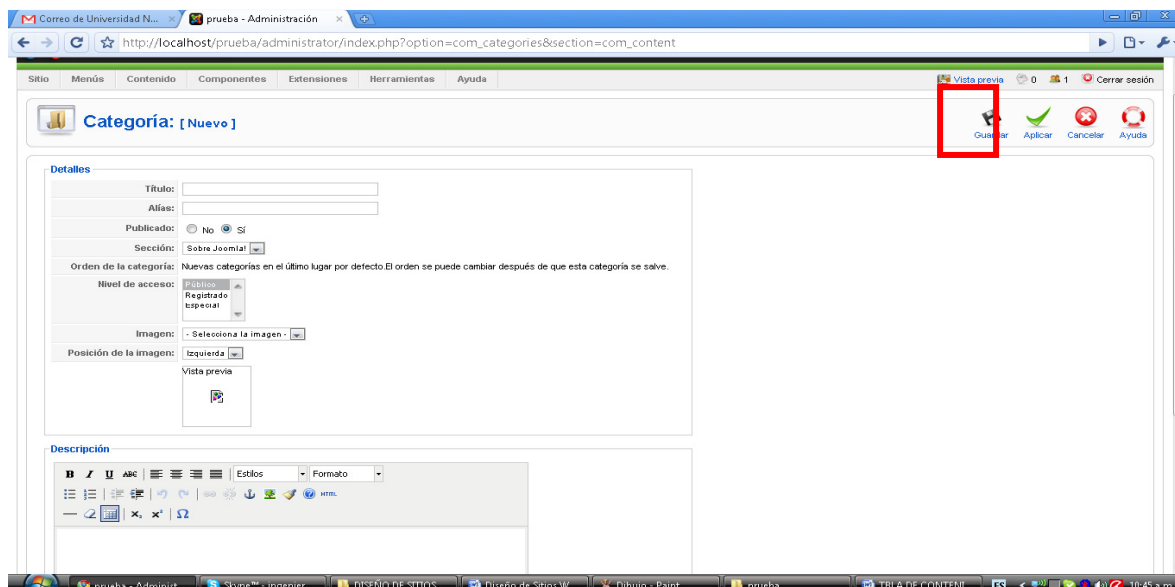 Correo de Universidad N... × prueba - Administración ×
http://localhost/prueba/administrator/index.php?option=com_categories&section=com_content
Sitio Menús Contenido Componentes Extensiones Herramientas Ayuda Vista previa 0 1 Cerrar sesión
Categoría: [ Nuevo ]
Guardar Aplicar Cancelar Ayuda
Detalles
Título:
Alías:
Publicado: No Sí
Sección: Sobre Joomla!
Orden de la categoría: Nuevas categorías en el último lugar por defecto.El orden se puede cambiar después de que esta categoría se salve.
Nivel de acceso: Público
Registrado
Especial
Imagen: - Selecciona la imagen -
Posición de la imagen: Izquierda
Vista previa
Descripción
B I U ABC Estilos Formato
HTML
Ω
prueba - Administ... Skype™ - ingenier... DISEÑO DE SITIOS... Diseño de Sitios W... Dibujo - Paint prueba TBLA DE CONTENI... ES 10:45 a.m.